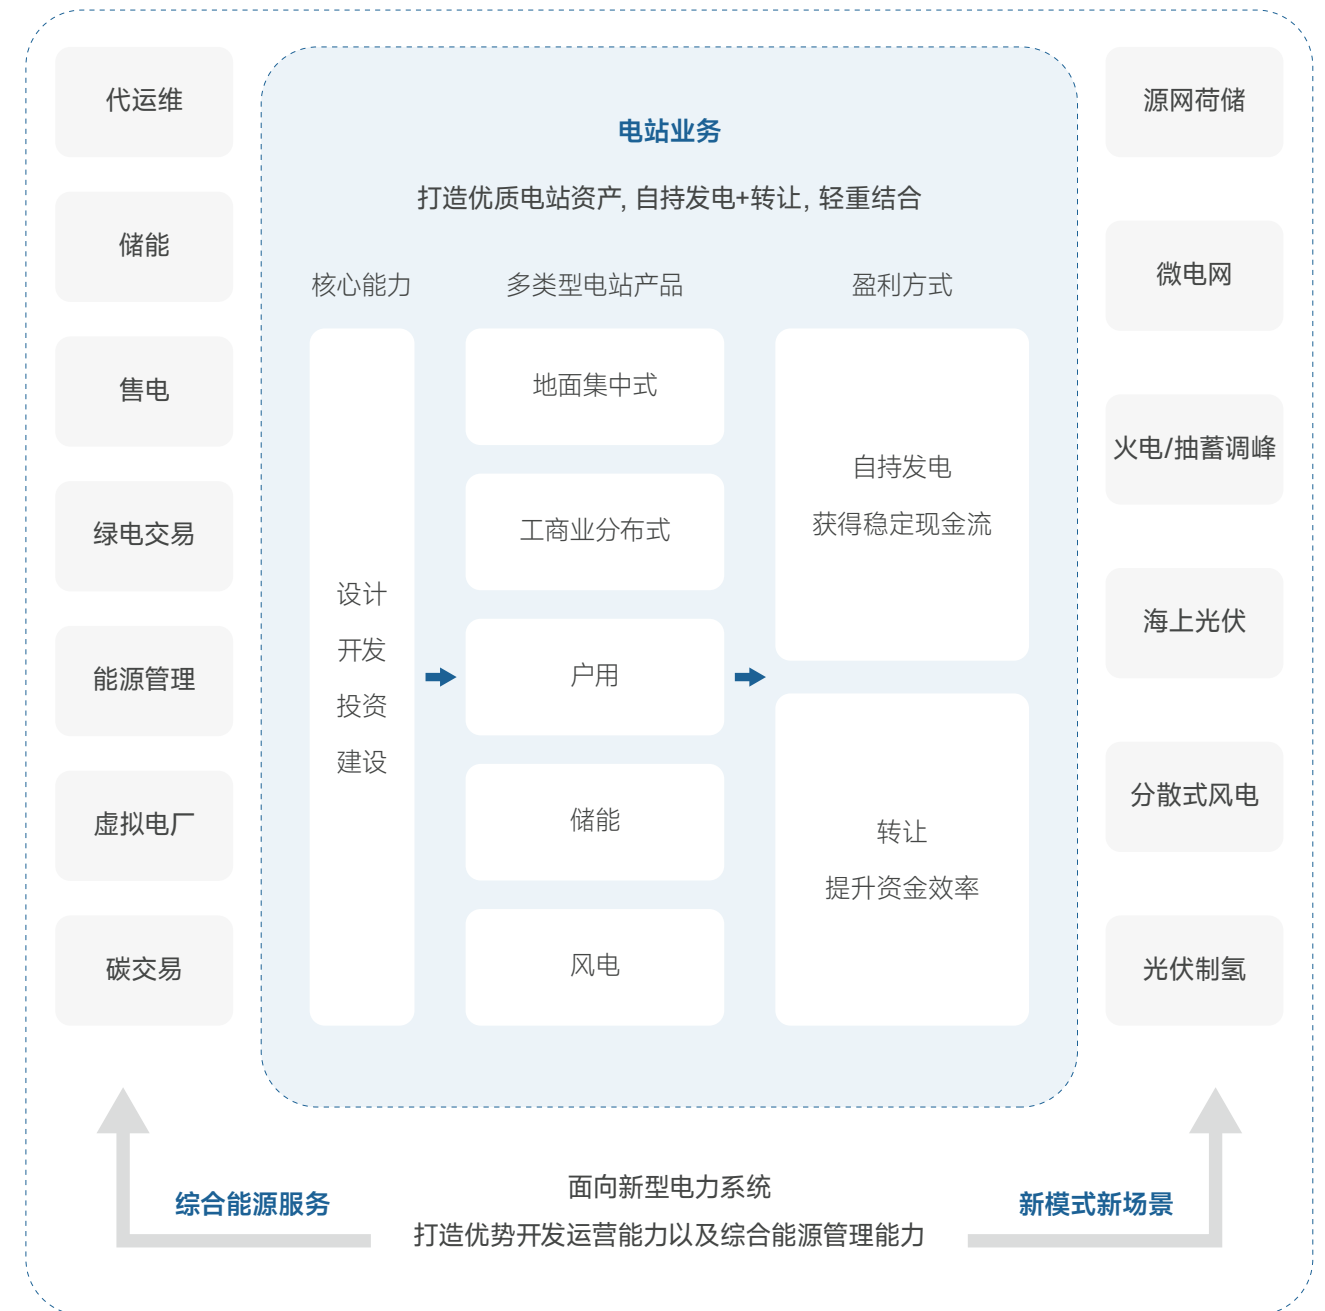 代运维
储能
售电
绿电交易
能源管理
虚拟电厂
碳交易
电站业务
打造优质电站资产, 自持发电+转让, 轻重结合
核心能力
设计
开发
投资
建设
多类型电站产品
地面集中式
工商业分布式
户用
储能
风电
盈利方式
自持发电
获得稳定现金流
转让
提升资金效率
源网荷储
微电网
火电/抽蓄调峰
海上光伏
分散式风电
光伏制氢
综合能源服务
面向新型电力系统
打造优势开发运营能力以及综合能源管理能力
新模式新场景